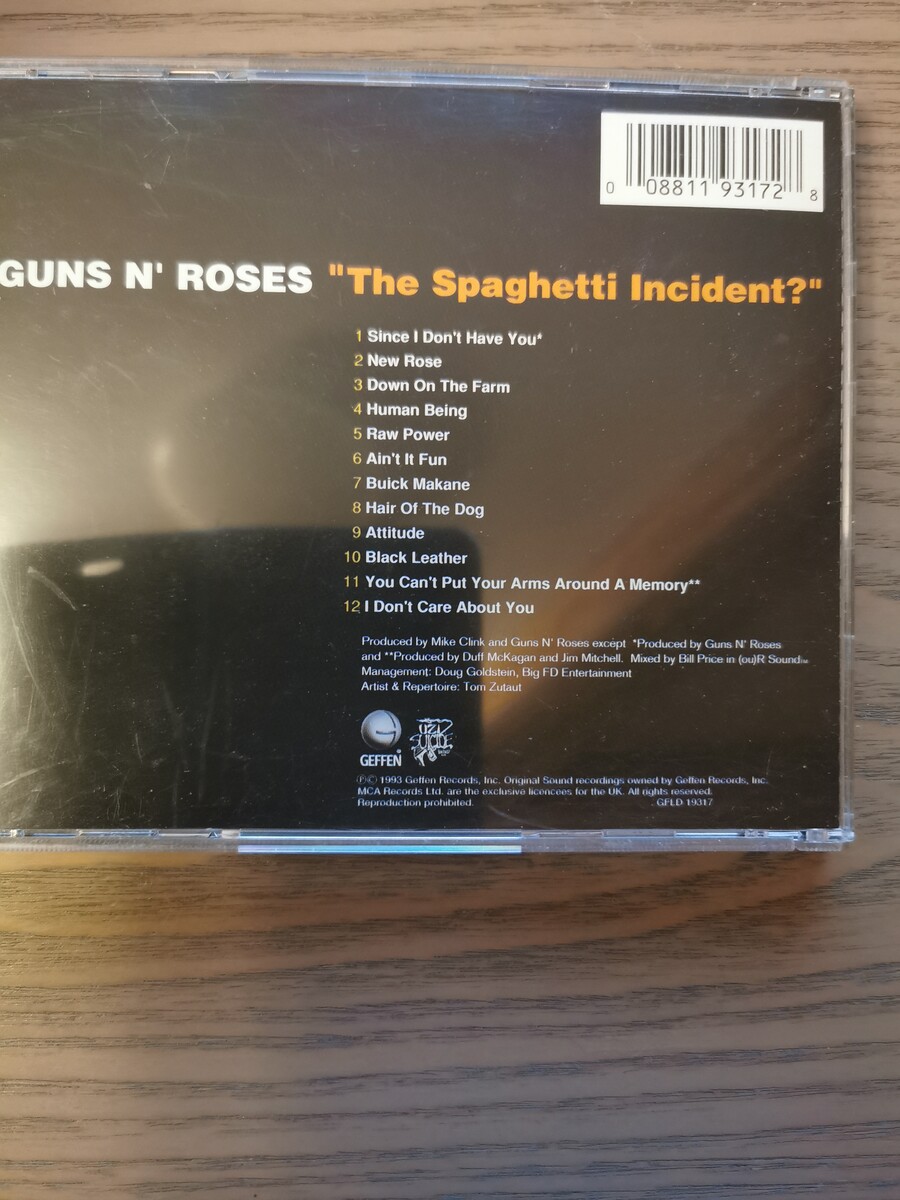 0 08811 93172 8
GUNS N' ROSES "The Spaghetti Incident?"
1 Since I Don't Have You*
2 New Rose
3 Down On The Farm
4 Human Being
5 Raw Power
6 Ain't It Fun
7 Buick Makane
8 Hair Of The Dog
9 Attitude
10 Black Leather
11 You Can't Put Your Arms Around A Memory**
12 I Don't Care About You
Produced by Mike Clink and Guns N' Roses except *Produced by Guns N' Roses
and **Produced by Duff McKagan and Jim Mitchell. Mixed by Bill Price in (ou)R Sound™
Management: Doug Goldstein, Big FD Entertainment
Artist & Repertoire: Tom Zutaut
GEFFEN®
UZI
SUICIDE
℗© 1993 Geffen Records, Inc. Original Sound recordings owned by Geffen Records, Inc.
MCA Records Ltd. are the exclusive licencees for the UK. All rights reserved.
Reproduction prohibited. GFLD 19317